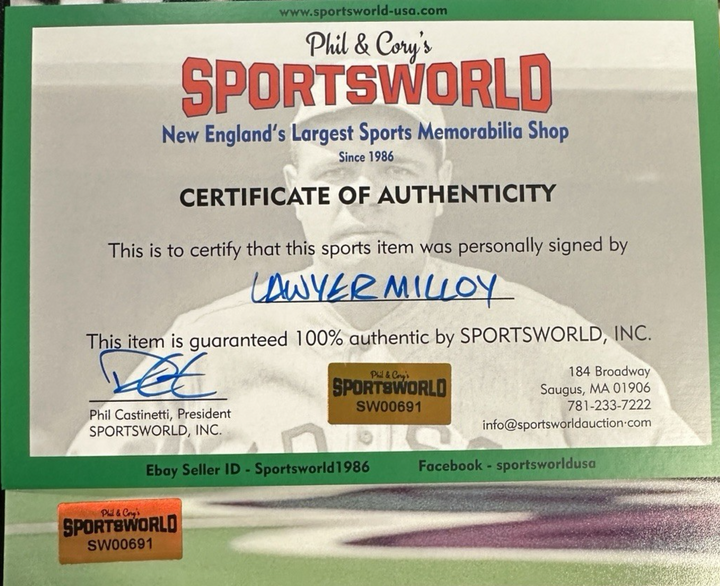 www.sportsworld-usa.com
Phil & Cory's
SPORTSWORLD
New England's Largest Sports Memorabilia Shop
Since 1986
CERTIFICATE OF AUTHENTICITY
This is to certify that this sports item was personally signed by
LAWYER MILLOY
This item is guaranteed 100% authentic by SPORTSWORLD, INC.
Phil Castinetti, President
SPORTSWORLD, INC.
Phil & Cory's
SPORTSWORLD
SW00691
184 Broadway
Saugus, MA 01906
781-233-7222
info@sportsworldauction.com
Ebay Seller ID - Sportsworld1986
Facebook - sportsworldusa
Phil & Cory's
SPORTSWORLD
SW00691